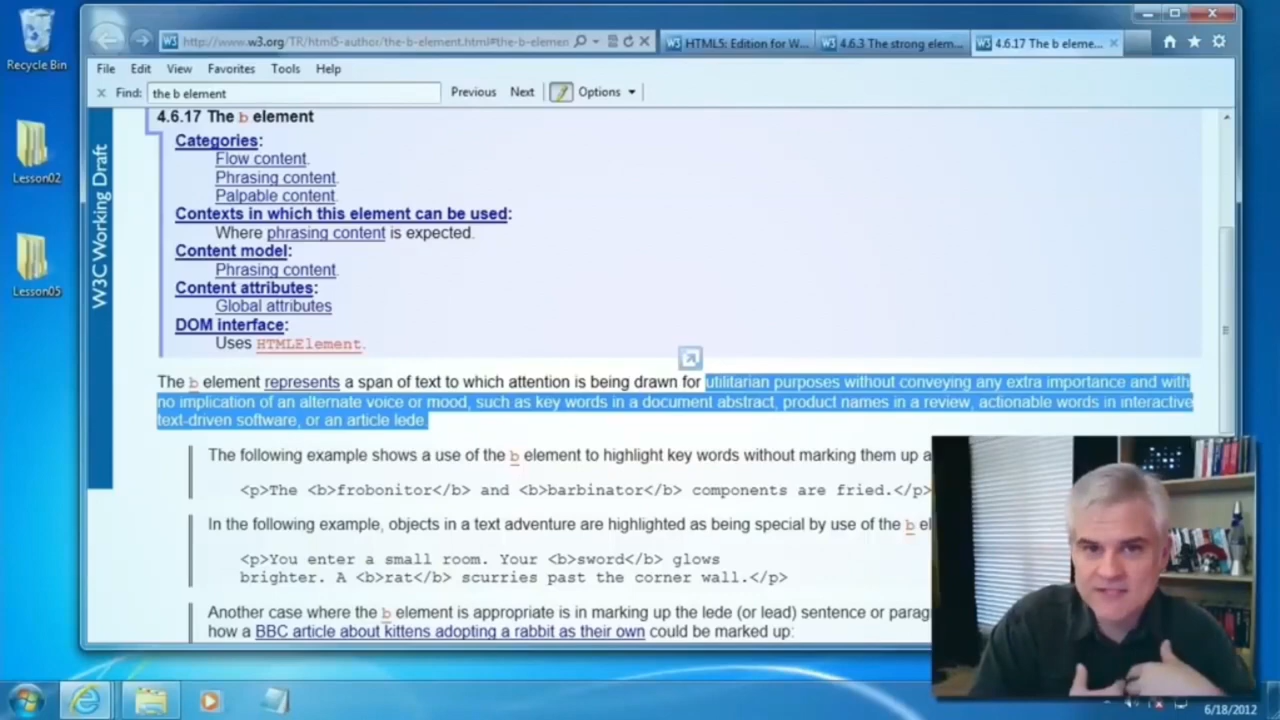 Recycle Bin
Lesson02
Lesson05
http://www.w3.org/TR/html5-author/the-b-element.html#the-b-elemen
HTML5: Edition for W...
4.6.3 The strong elem...
4.6.17 The b eleme...
File Edit View Favorites Tools Help
Find: the b element Previous Next Options
W3C Working Draft
4.6.17 The b element
Categories:
Flow content.
Phrasing content.
Palpable content.
Contexts in which this element can be used:
Where phrasing content is expected.
Content model:
Phrasing content.
Content attributes:
Global attributes
DOM interface:
Uses HTMLElement.
The b element represents a span of text to which attention is being drawn for utilitarian purposes without conveying any extra importance and with
no implication of an alternate voice or mood, such as key words in a document abstract, product names in a review, actionable words in interactive
text-driven software, or an article lede.
The following example shows a use of the b element to highlight key words without marking them up a
<p>The <b>frobonitor</b> and <b>barbinator</b> components are fried.</p>
In the following example, objects in a text adventure are highlighted as being special by use of the b el
<p>You enter a small room. Your <b>sword</b> glows
brighter. A <b>rat</b> scurries past the corner wall.</p>
Another case where the b element is appropriate is in marking up the lede (or lead) sentence or parag
how a BBC article about kittens adopting a rabbit as their own could be marked up:
6/18/2012